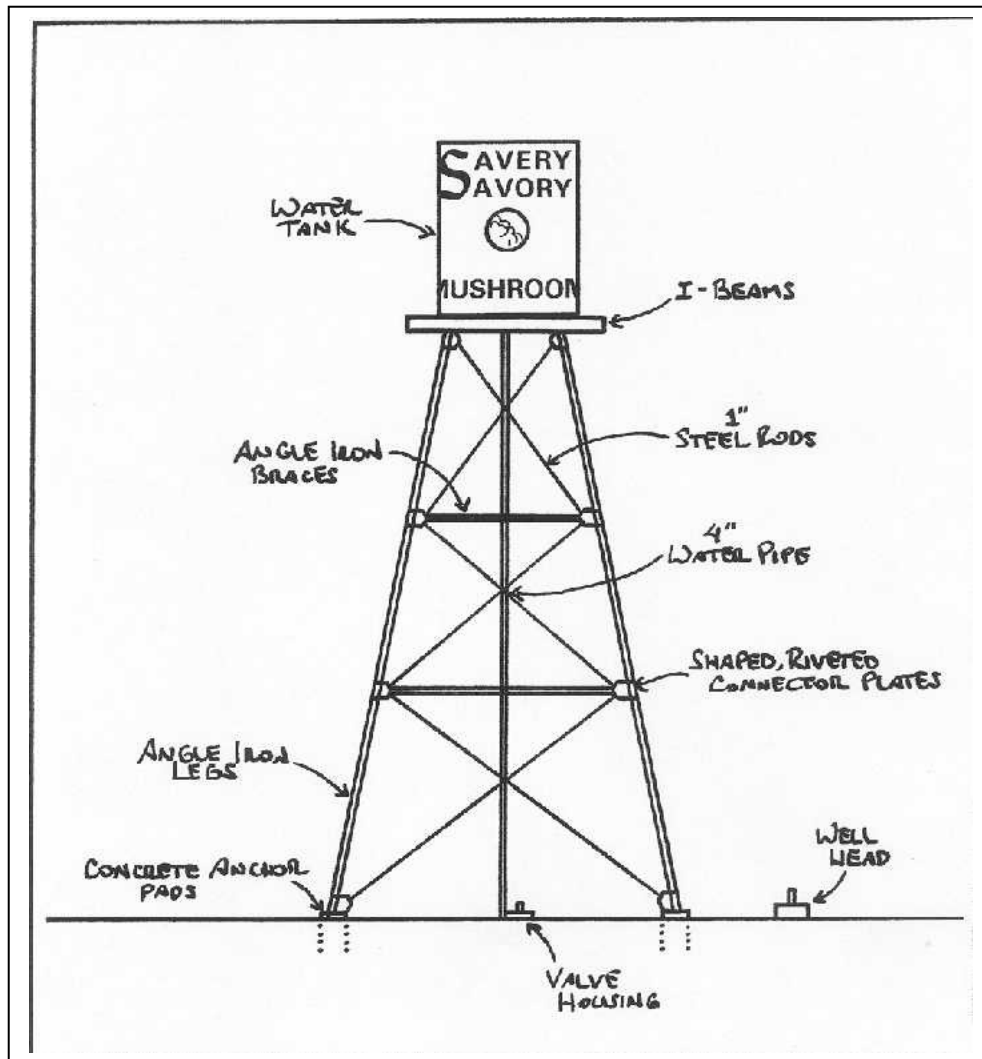 SAVERY
SAVORY
WATER
TANK
MUSHROOM
I-BEAMS
1"
STEEL RODS
ANGLE IRON
BRACES
4"
WATER PIPE
SHAPED, RIVETED
CONNECTOR PLATES
ANGLE IRON
LEGS
WELL
HEAD
CONCRETE ANCHOR
PADS
VALVE
HOUSING